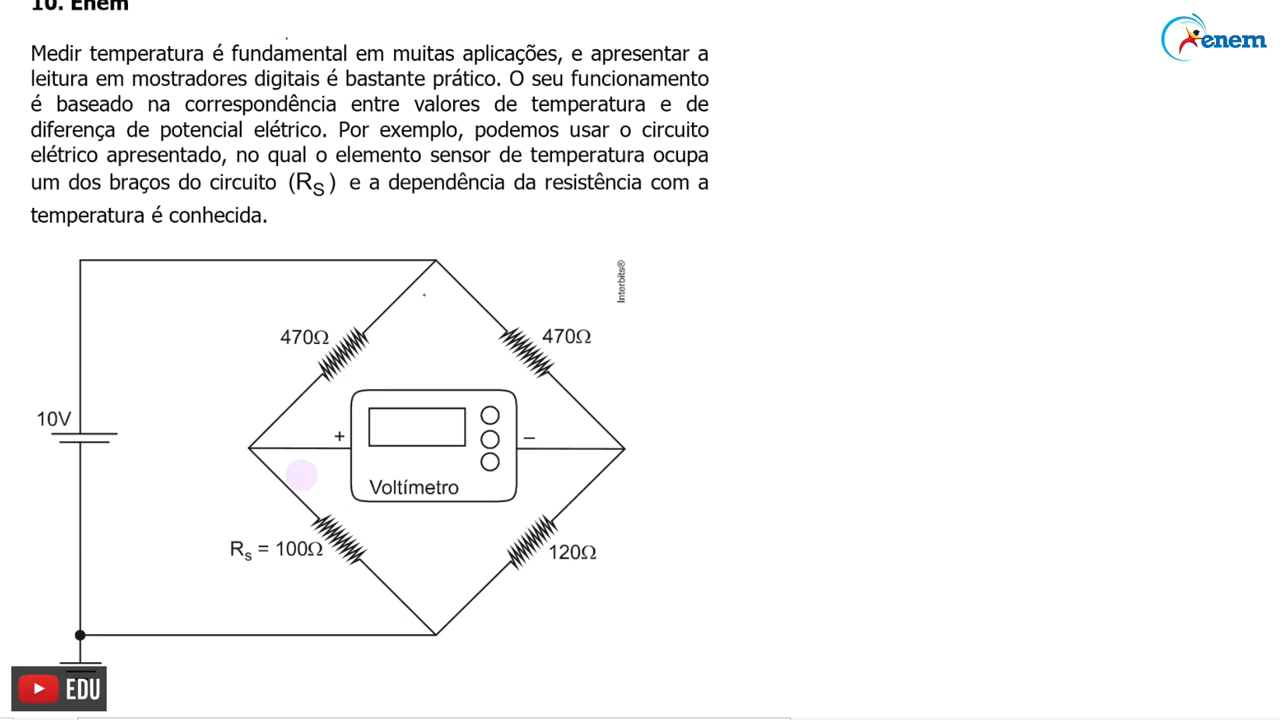 10. Enem
enem
Medir temperatura é fundamental em muitas aplicações, e apresentar a
leitura em mostradores digitais é bastante prático. O seu funcionamento
é baseado na correspondência entre valores de temperatura e de
diferença de potencial elétrico. Por exemplo, podemos usar o circuito
elétrico apresentado, no qual o elemento sensor de temperatura ocupa
um dos braços do circuito (R_S) e a dependência da resistência com a
temperatura é conhecida.
Interbits®
470Ω
470Ω
10V
+
–
Voltímetro
R_s = 100Ω
120Ω
EDU